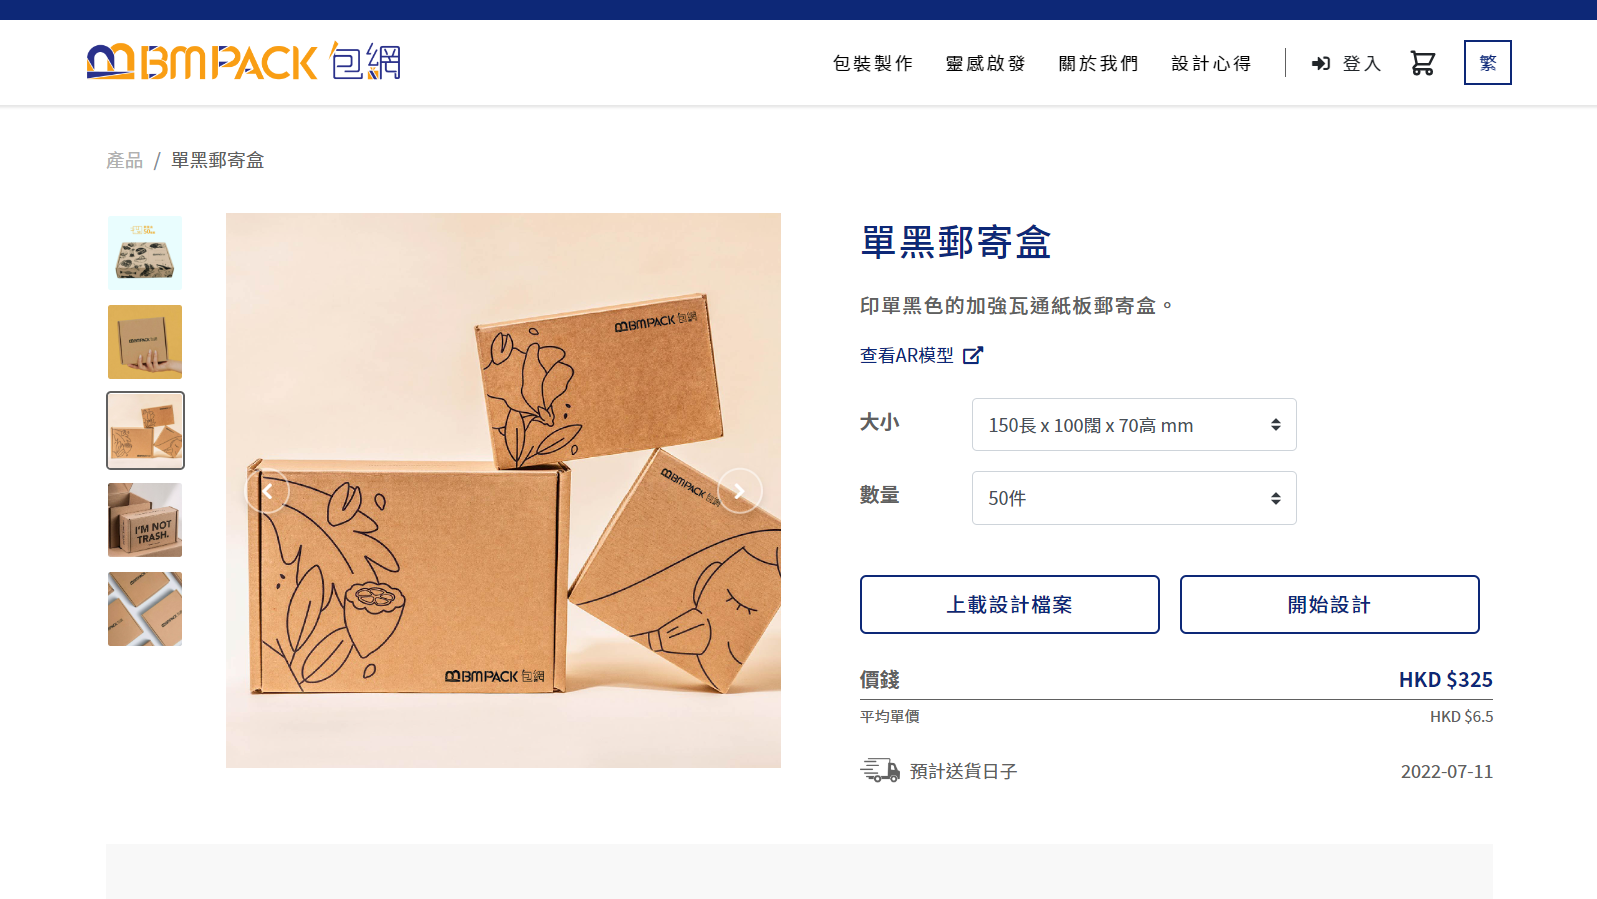 BMPACK 包網
包裝製作
靈感啟發
關於我們
設計心得
登入
繁
產品 / 單黑郵寄盒
BMPACK 包網
BMPACK 包網
BMPACK 包網
I'M NOT
TRASH.
單黑郵寄盒
印單黑色的加強瓦通紙板郵寄盒。
查看AR模型
大小
150長 x 100闊 x 70高 mm
數量
50件
上載設計檔案
開始設計
價錢
HKD $325
平均單價
HKD $6.5
預計送貨日子
2022-07-11